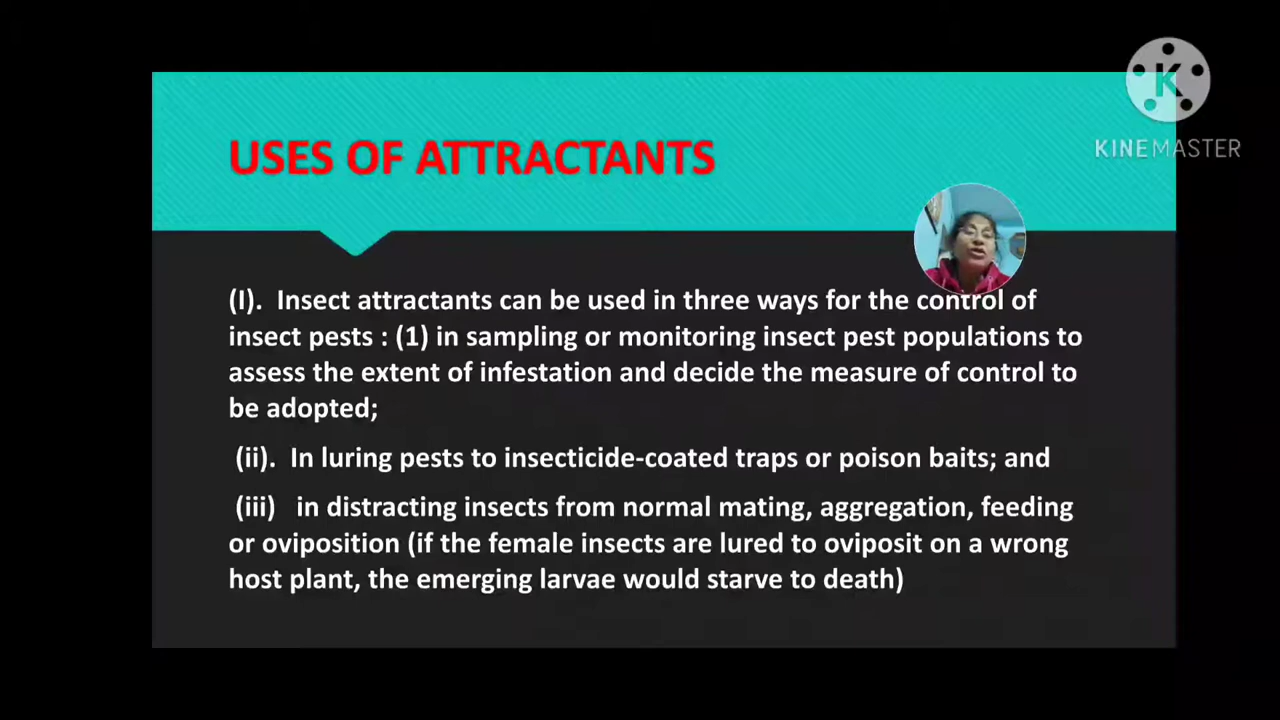 K
KINEMASTER
USES OF ATTRACTANTS
(I). Insect attractants can be used in three ways for the control of
insect pests : (1) in sampling or monitoring insect pest populations to
assess the extent of infestation and decide the measure of control to
be adopted;
(ii). In luring pests to insecticide-coated traps or poison baits; and
(iii) in distracting insects from normal mating, aggregation, feeding
or oviposition (if the female insects are lured to oviposit on a wrong
host plant, the emerging larvae would starve to death)